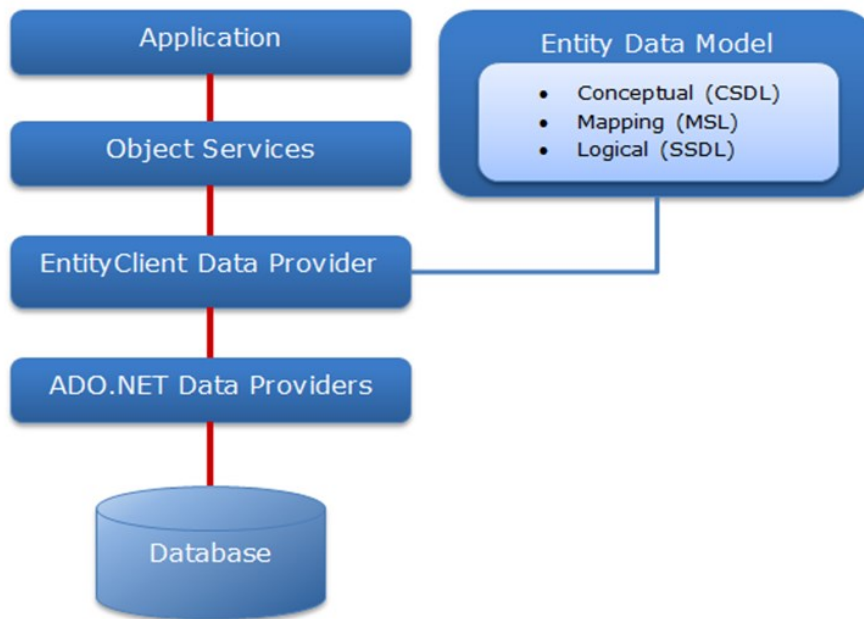 Application
Object Services
EntityClient Data Provider
ADO.NET Data Providers
Database
Entity Data Model
• Conceptual (CSDL)
• Mapping (MSL)
• Logical (SSDL)